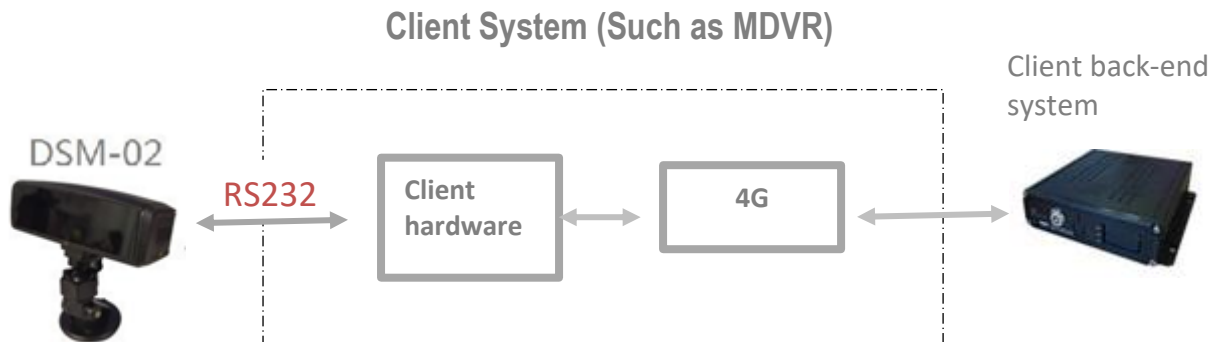 Client System (Such as MDVR)
Client back-end
system
DSM-02
RS232
Client
hardware
4G